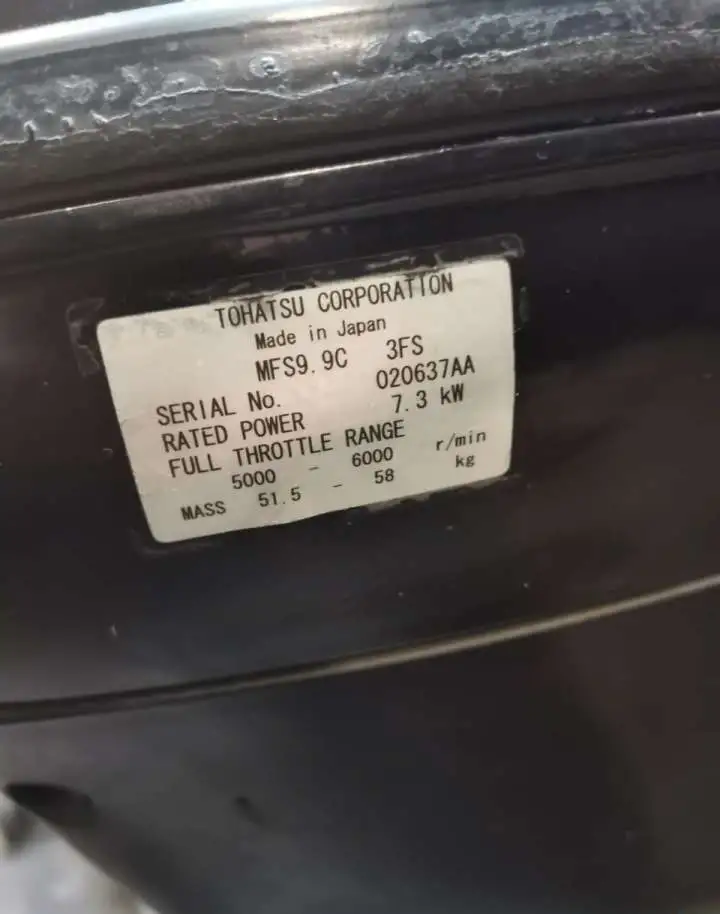 TOHATSU CORPORATION
Made in Japan
MFS9.9C 3FS
SERIAL No. 020637AA
RATED POWER 7.3 kW
FULL THROTTLE RANGE
5000 - 6000 r/min
MASS 51.5 - 58 kg